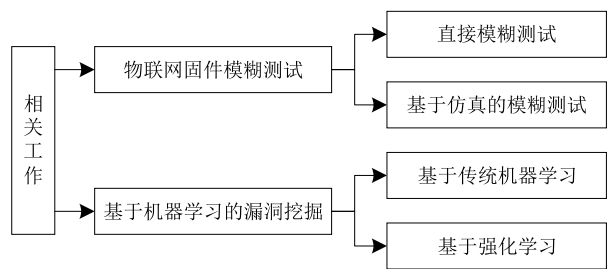 相关工作
物联网固件模糊测试
直接模糊测试
基于仿真的模糊测试
基于机器学习的漏洞挖掘
基于传统机器学习
基于强化学习